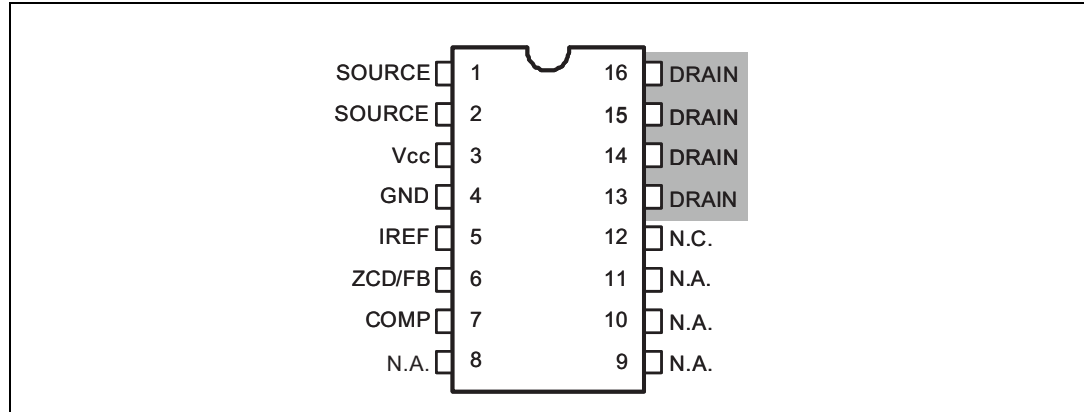 SOURCE 1 16 DRAIN
SOURCE 2 15 DRAIN
Vcc 3 14 DRAIN
GND 4 13 DRAIN
IREF 5 12 N.C.
ZCD/FB 6 11 N.A.
COMP 7 10 N.A.
N.A. 8 9 N.A.